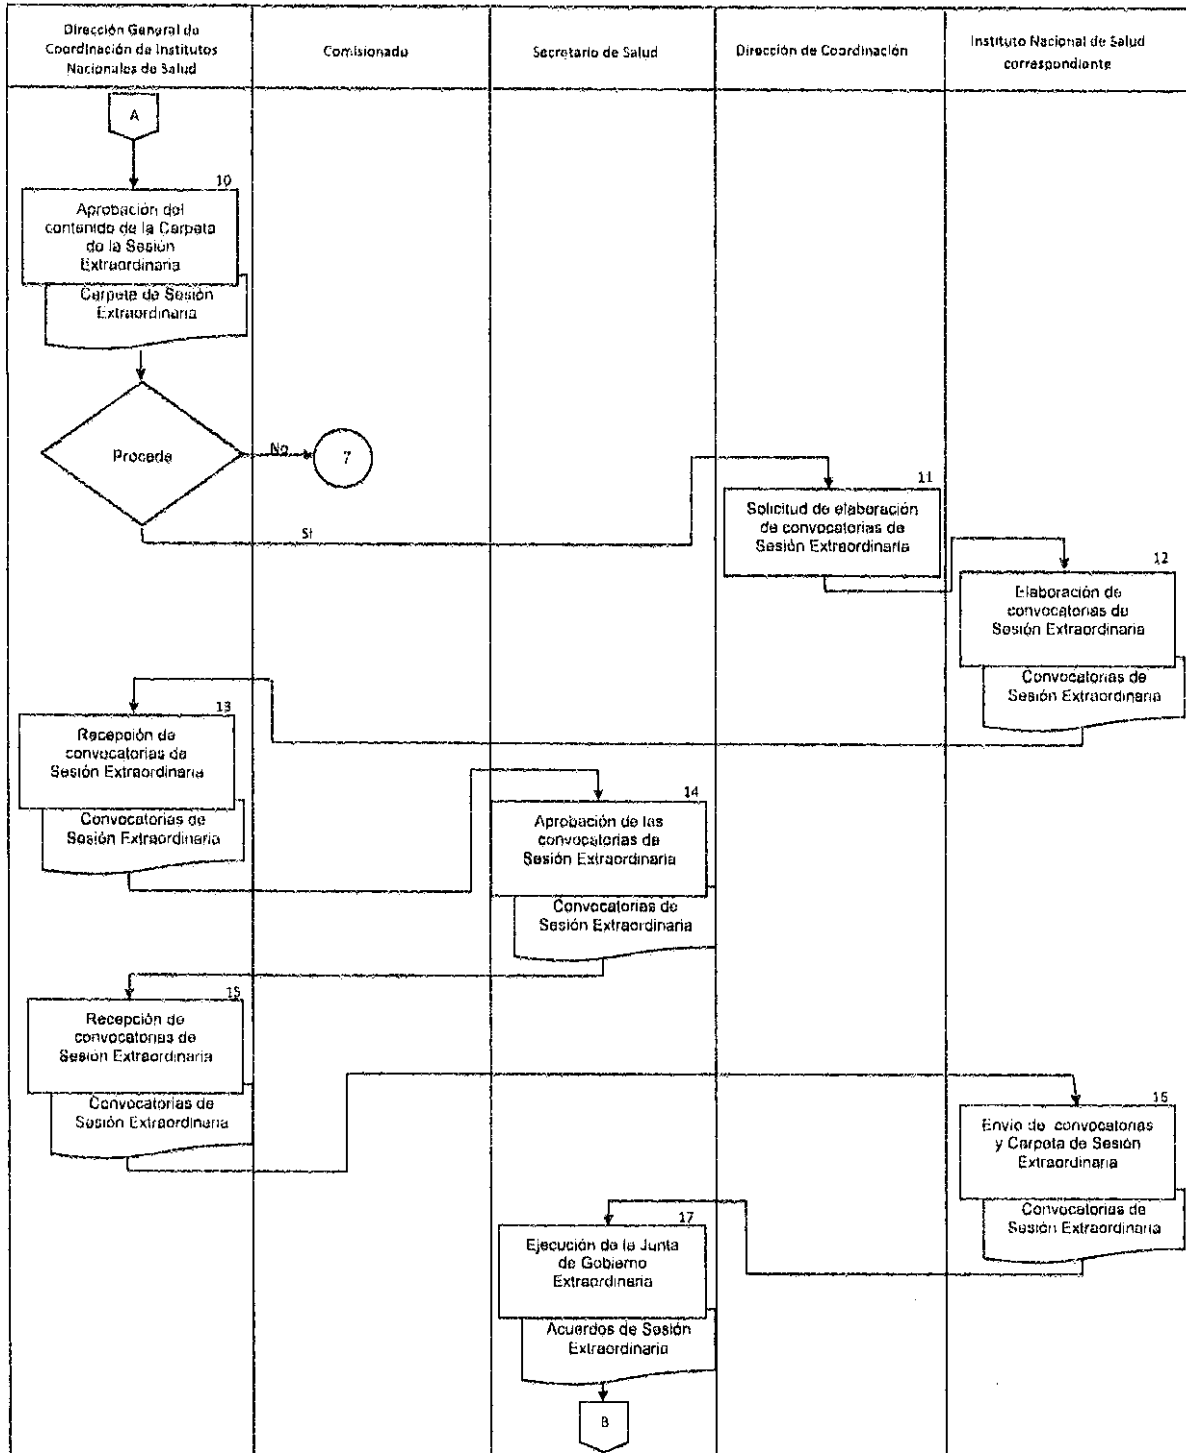 Dirección General de
Coordinación de Institutos
Nacionales de Salud
Comisionado
Secretario de Salud
Dirección de Coordinación
Instituto Nacional de Salud
correspondiente
A
10
Aprobación del
contenido de la Carpeta
de la Sesión
Extraordinaria
Carpeta de Sesión
Extraordinaria
Procede
No
7
Si
11
Solicitud de elaboración
de convocatorias de
Sesión Extraordinaria
12
Elaboración de
convocatorias de
Sesión Extraordinaria
Convocatorias de
Sesión Extraordinaria
13
Recepción de
convocatorias de
Sesión Extraordinaria
Convocatorias de
Sesión Extraordinaria
14
Aprobación de las
convocatorias de
Sesión Extraordinaria
Convocatorias de
Sesión Extraordinaria
15
Recepción de
convocatorias de
Sesión Extraordinaria
Convocatorias de
Sesión Extraordinaria
16
Envío de convocatorias
y Carpeta de Sesión
Extraordinaria
Convocatorias de
Sesión Extraordinaria
17
Ejecución de la Junta
de Gobierno
Extraordinaria
Acuerdos de Sesión
Extraordinaria
B